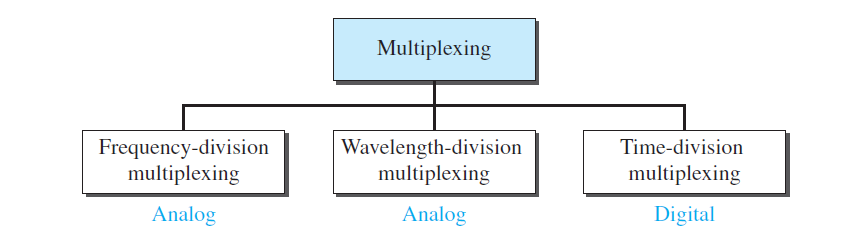 Multiplexing
Frequency-division
multiplexing
Wavelength-division
multiplexing
Time-division
multiplexing
Analog
Analog
Digital